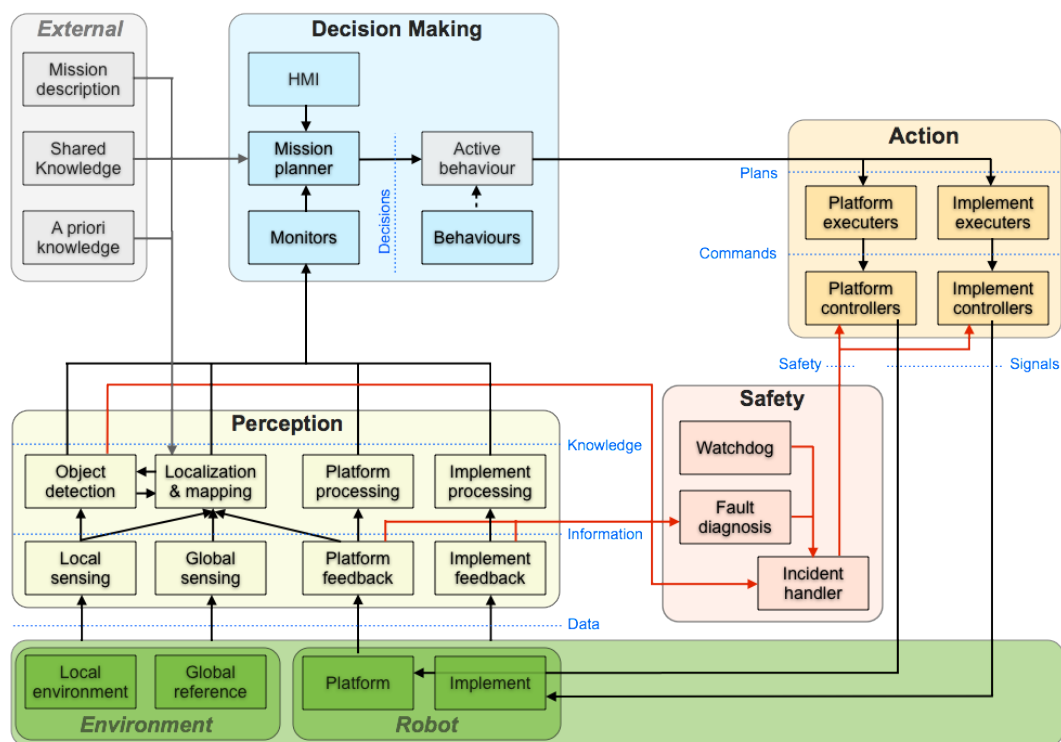 External
Mission
description
Shared
Knowledge
A priori
knowledge
Decision Making
HMI
Mission
planner
Monitors
Decisions
Active
behaviour
Behaviours
Action
Plans
Platform
executers
Implement
executers
Commands
Platform
controllers
Implement
controllers
Safety
Signals
Perception
Knowledge
Object
detection
Localization
& mapping
Platform
processing
Implement
processing
Information
Local
sensing
Global
sensing
Platform
feedback
Implement
feedback
Safety
Watchdog
Fault
diagnosis
Incident
handler
Data
Local
environment
Global
reference
Environment
Platform
Implement
Robot